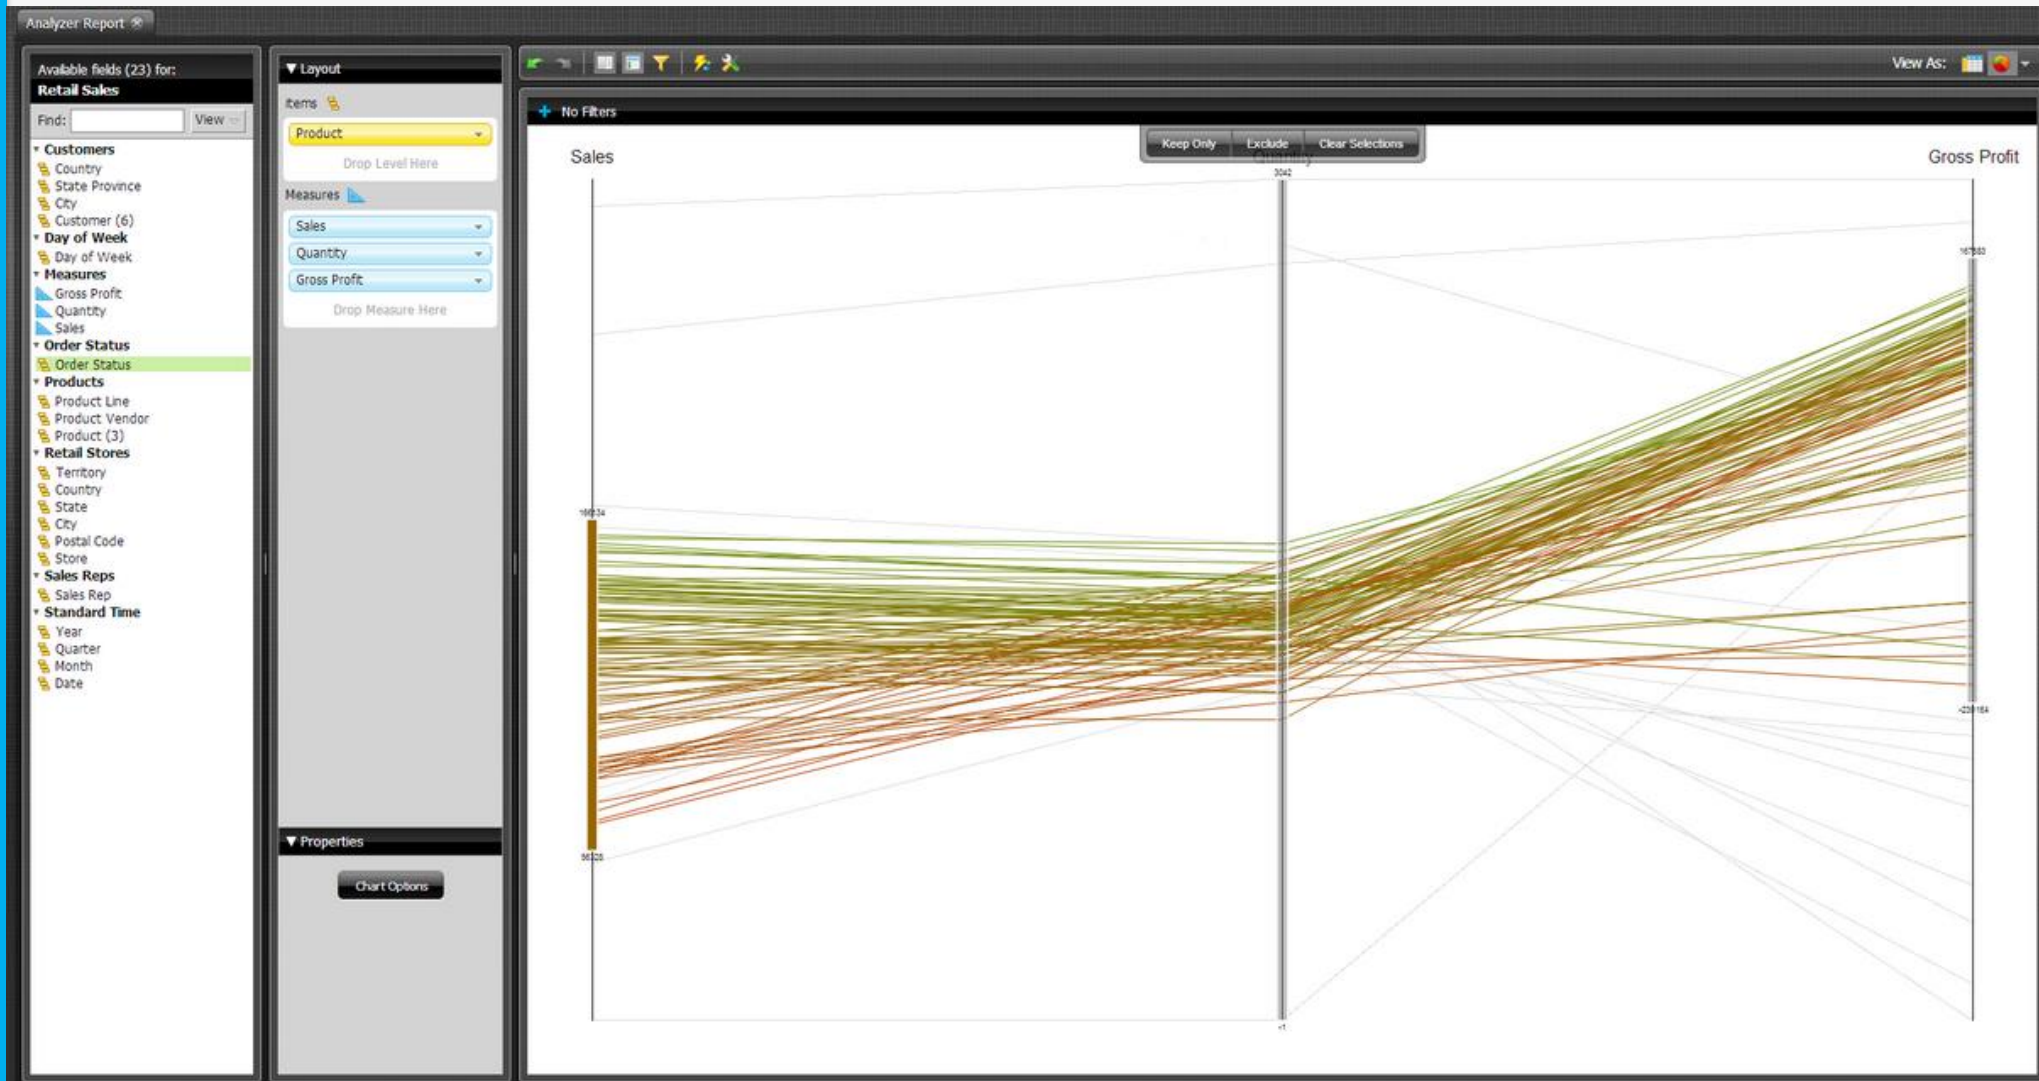 Analyzer Report
Available fields (23) for:
Retail Sales
Find:
View
Customers
Country
State Province
City
Customer (6)
Day of Week
Day of Week
Measures
Gross Profit
Quantity
Sales
Order Status
Order Status
Products
Product Line
Product Vendor
Product (3)
Retail Stores
Territory
Country
State
City
Postal Code
Store
Sales Reps
Sales Rep
Standard Time
Year
Quarter
Month
Date
Layout
Items
Product
Drop Level Here
Measures
Sales
Quantity
Gross Profit
Drop Measure Here
Properties
Chart Options
View As:
No Filters
Keep Only
Exclude
Clear Selections
Sales
Quantity
Gross Profit
3042